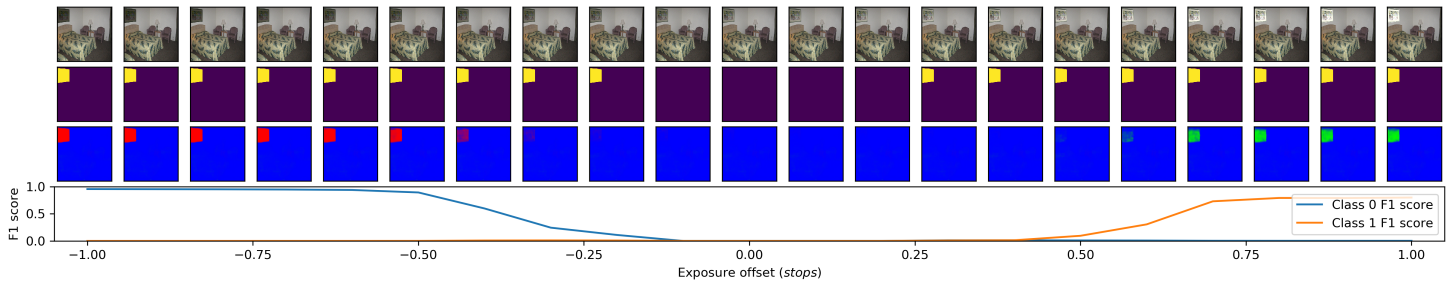 1.0
0.5
0.0
F1 score
Class 0 F1 score
Class 1 F1 score
−1.00 −0.75 −0.50 −0.25 0.00 0.25 0.50 0.75 1.00
Exposure offset (stops)